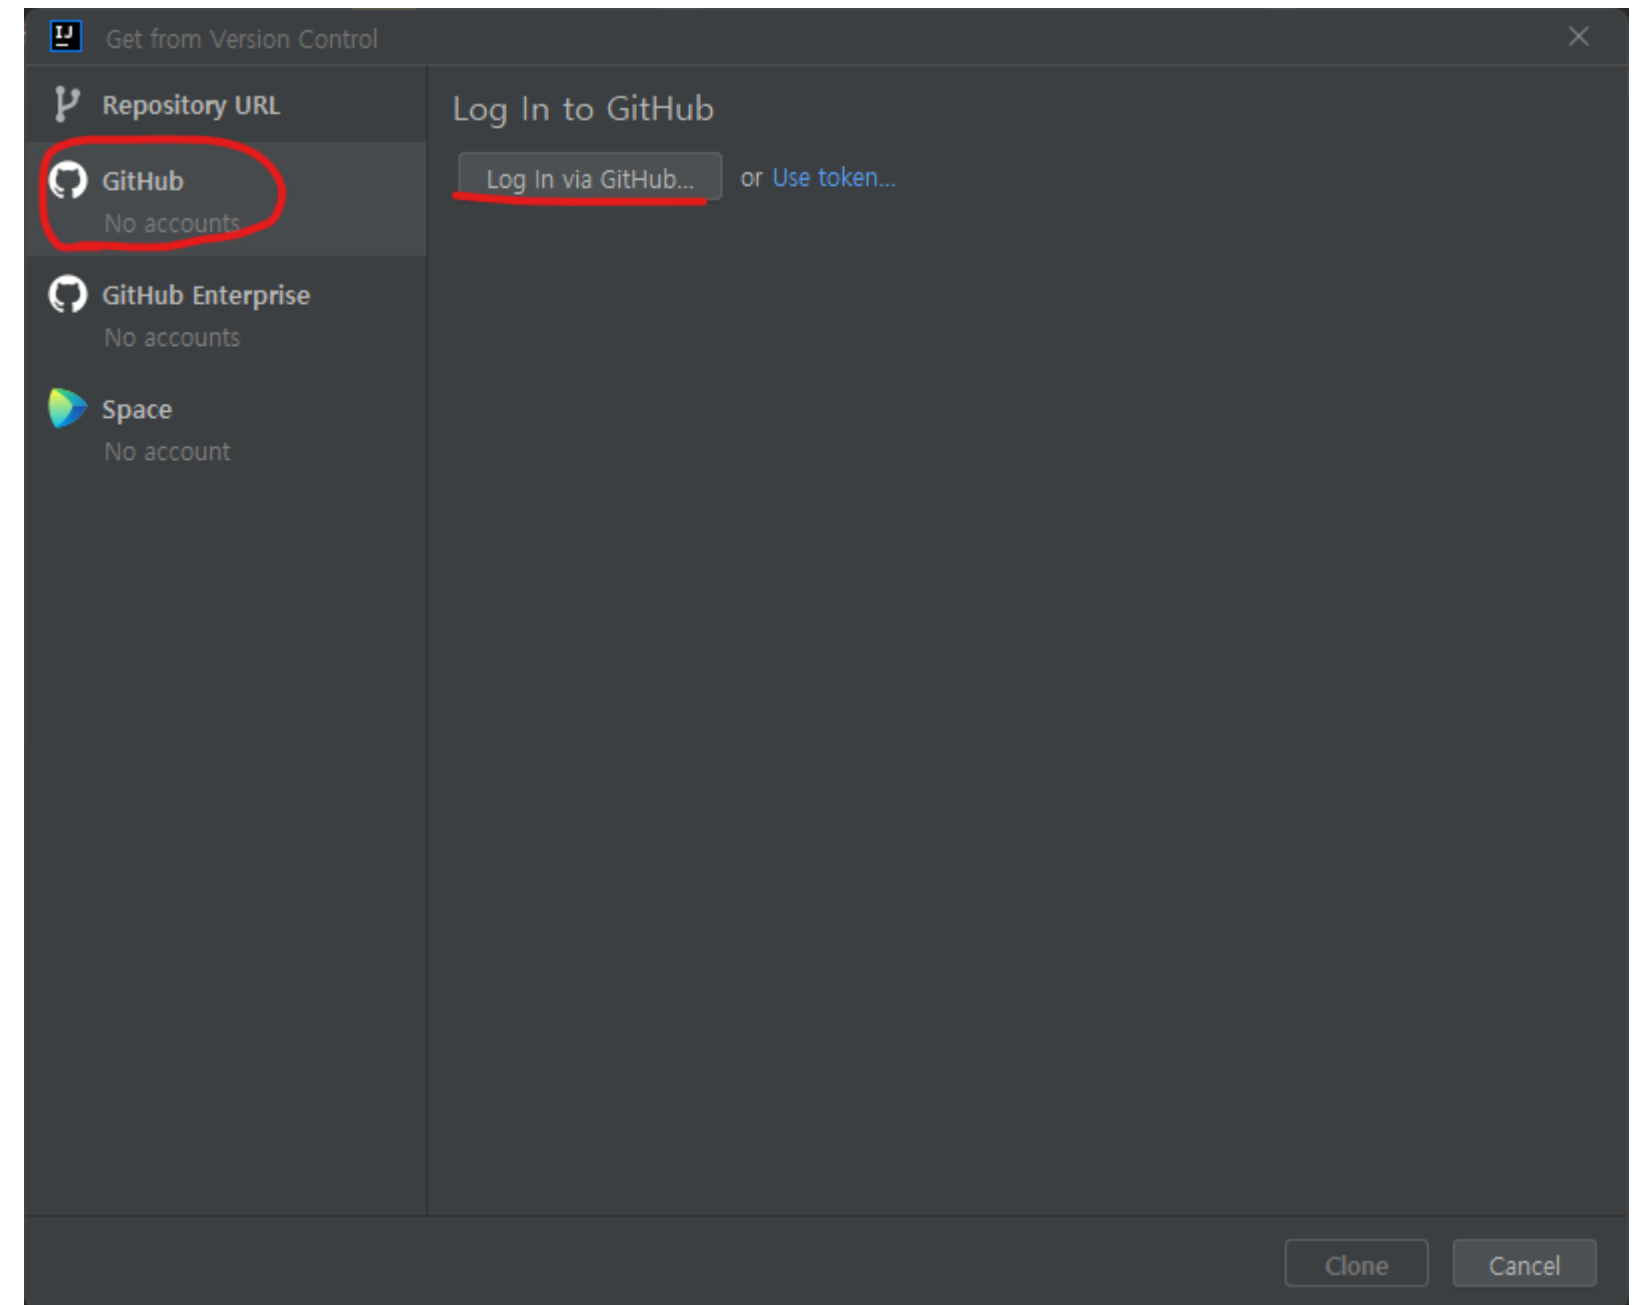 IJ
Get from Version Control
Repository URL
GitHub
No accounts
GitHub Enterprise
No accounts
Space
No account
Log In to GitHub
Log In via GitHub... or Use token...
Clone
Cancel